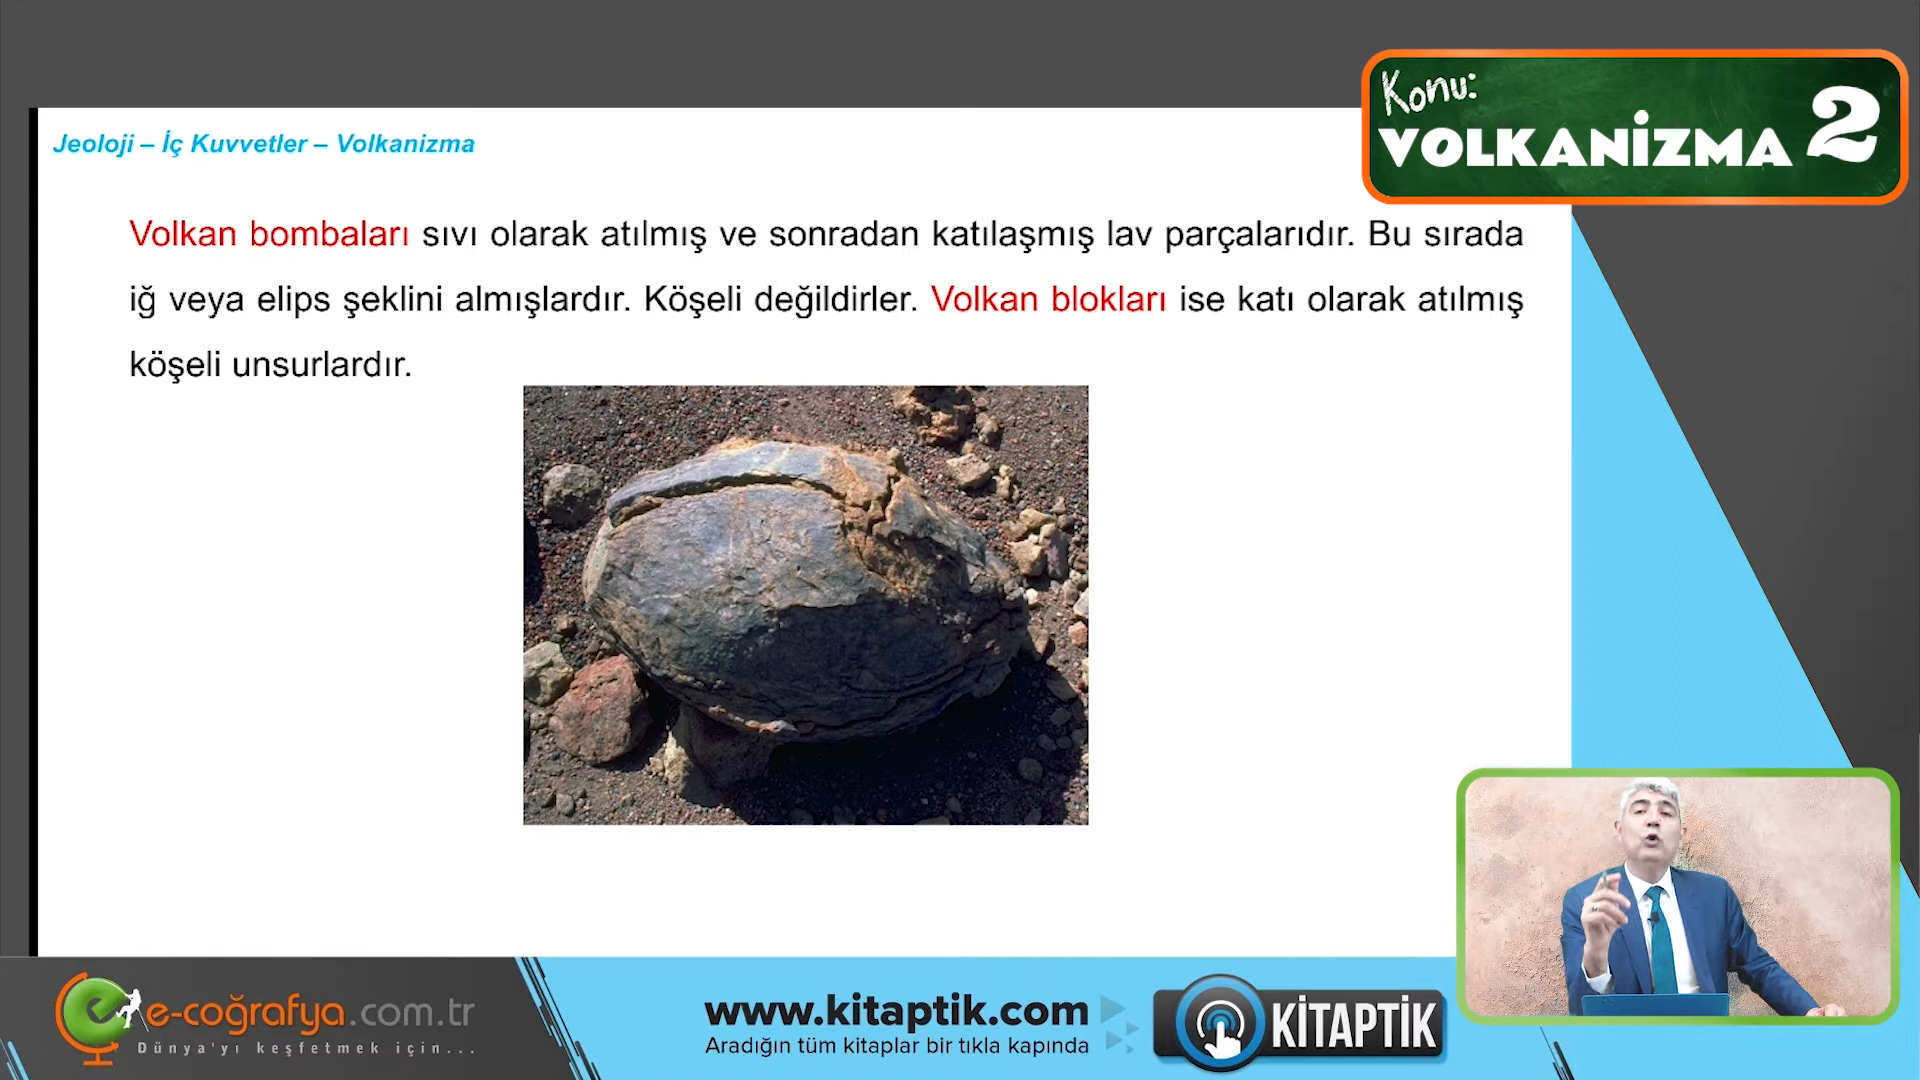 Konu:
VOLKANİZMA 2
Jeoloji – İç Kuvvetler – Volkanizma
Volkan bombaları sıvı olarak atılmış ve sonradan katılaşmış lav parçalarıdır. Bu sırada
iğ veya elips şeklini almışlardır. Köşeli değildirler. Volkan blokları ise katı olarak atılmış
köşeli unsurlardır.
e-coğrafya.com.tr
Dünya'yı keşfetmek için...
www.kitaptik.com
Aradığın tüm kitaplar bir tıkla kapında
KİTAPTİK